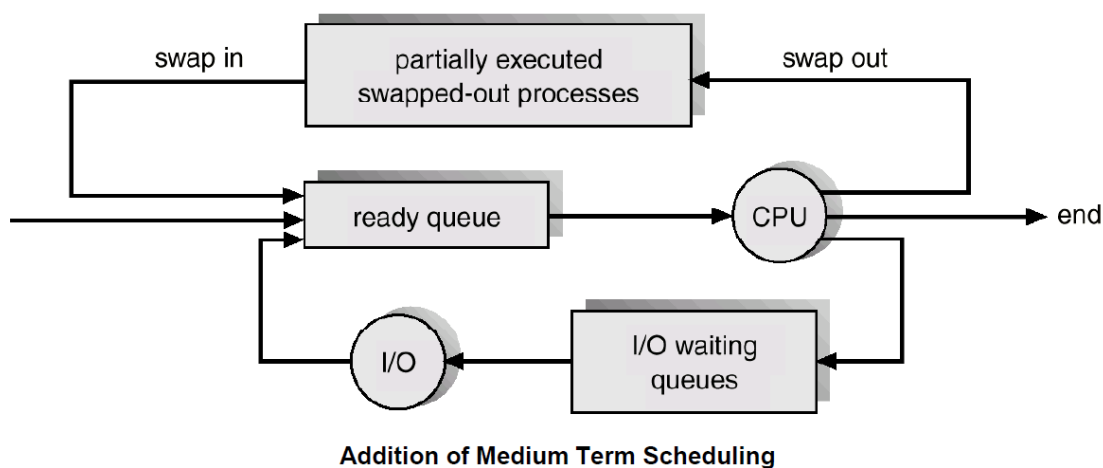 swap in
partially executed
swapped-out processes
swap out
ready queue
CPU
end
I/O
I/O waiting
queues
Addition of Medium Term Scheduling